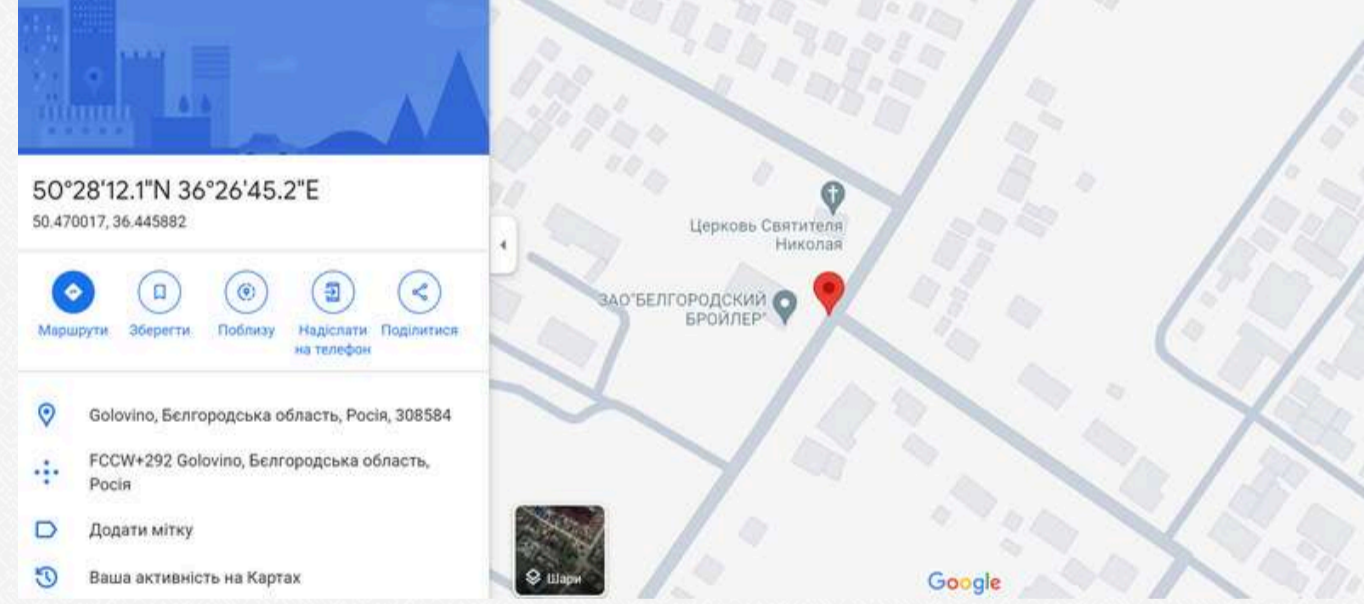 50°28'12.1"N 36°26'45.2"E
50.470017, 36.445882
Маршрути
Зберегти
Поблизу
Надіслати
на телефон
Поділитися
Golovino, Бєлгородська область, Росія, 308584
FCCW+292 Golovino, Бєлгородська область,
Росія
Додати мітку
Ваша активність на Картах
Церковь Святителя
Николая
ЗАО"БЕЛГОРОДСКИЙ
БРОЙЛЕР"
Шари
Google